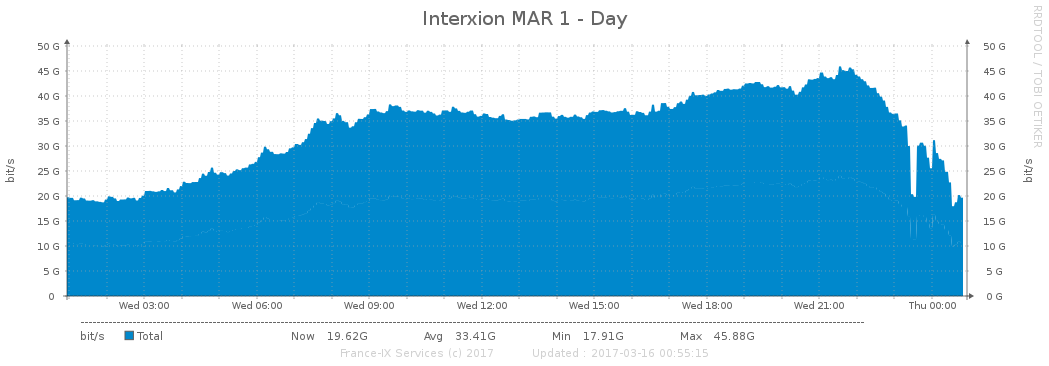 Interxion MAR 1 - Day
RRDTOOL / TOBI OETIKER
50 G 50 G
45 G 45 G
40 G 40 G
35 G 35 G
30 G 30 G
25 G 25 G
20 G 20 G
15 G 15 G
10 G 10 G
5 G 5 G
0 0 G
bit/s bit/s
Wed 03:00 Wed 06:00 Wed 09:00 Wed 12:00 Wed 15:00 Wed 18:00 Wed 21:00 Thu 00:00
bit/s Total Now 19.62G Avg 33.41G Min 17.91G Max 45.88G
France-IX Services (c) 2017 Updated : 2017-03-16 00:55:15